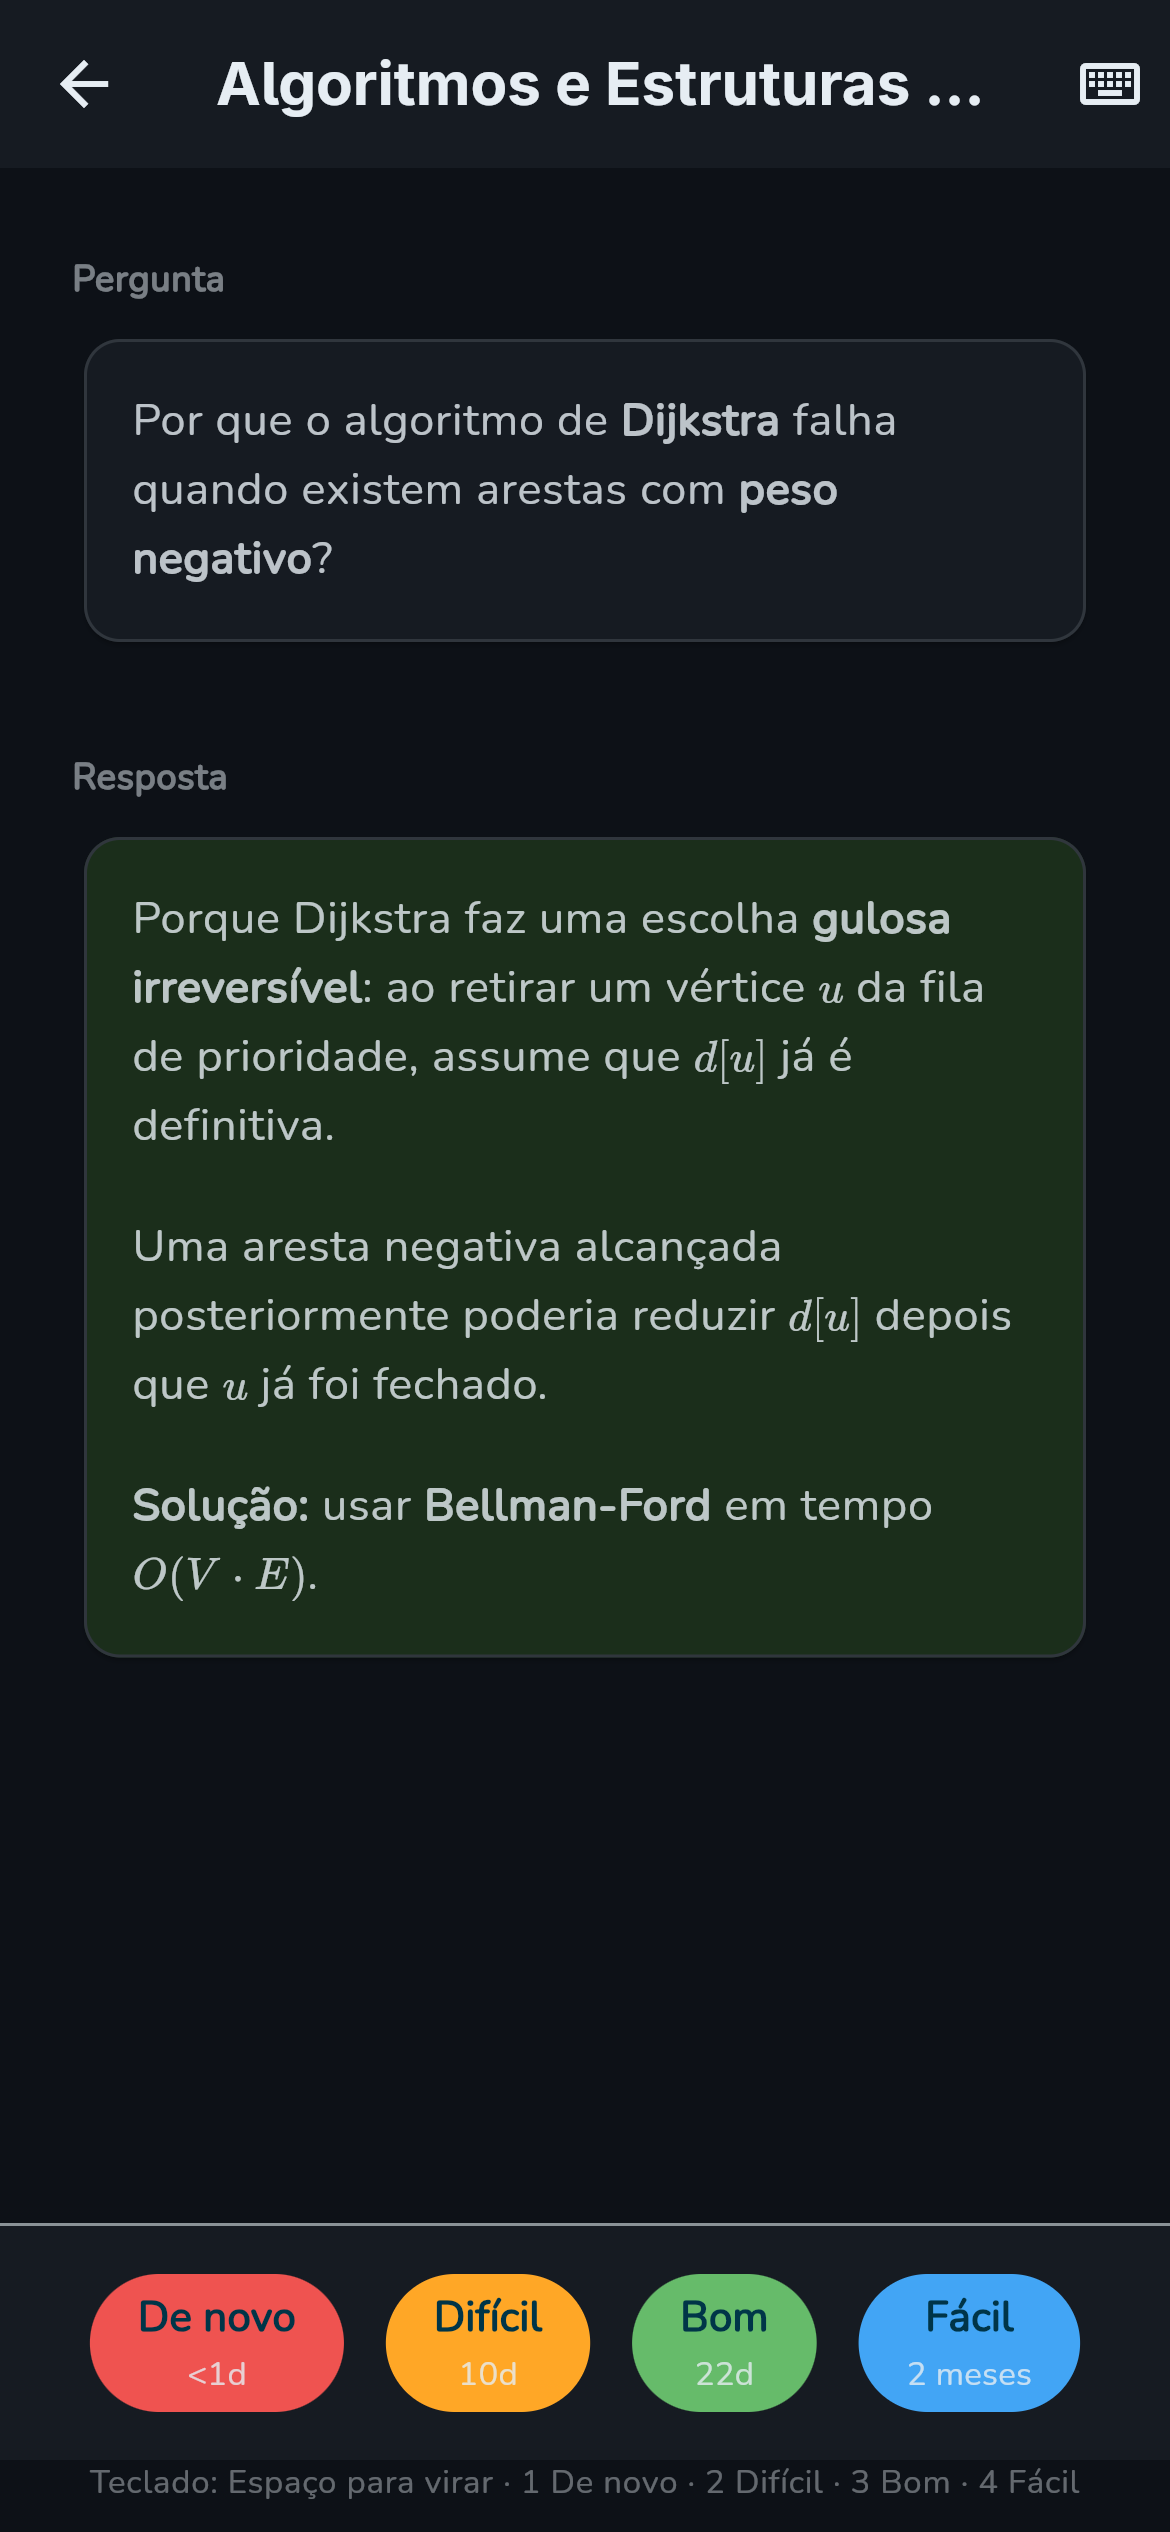 Algoritmos e Estruturas ...
Pergunta
Por que o algoritmo de Dijkstra falha
quando existem arestas com peso
negativo?
Resposta
Porque Dijkstra faz uma escolha gulosa
irreversível: ao retirar um vértice u da fila
de prioridade, assume que d[u] já é
definitiva.
Uma aresta negativa alcançada
posteriormente poderia reduzir d[u] depois
que u já foi fechado.
Solução: usar Bellman-Ford em tempo
O(V · E).
De novo
<1d
Difícil
10d
Bom
22d
Fácil
2 meses
Teclado: Espaço para virar · 1 De novo · 2 Difícil · 3 Bom · 4 Fácil